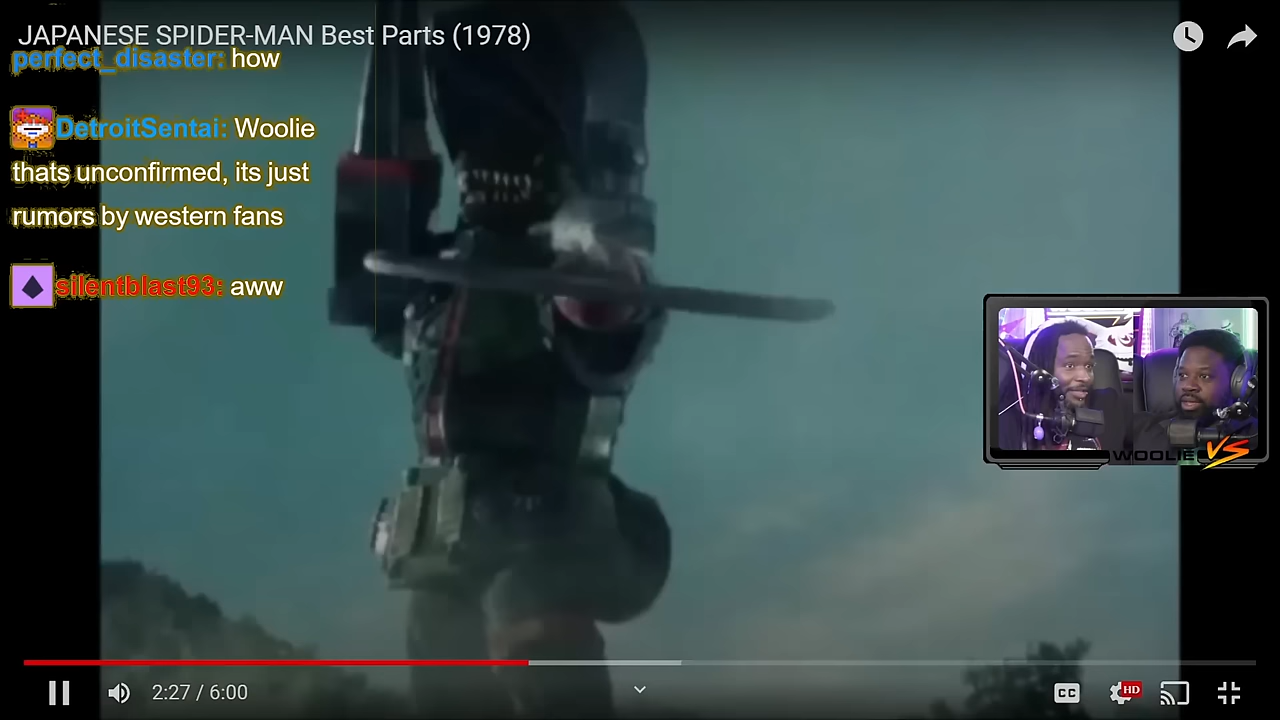 JAPANESE SPIDER-MAN Best Parts (1978)
perfect_disaster: how
DetroitSentai: Woolie
thats unconfirmed, its just
rumors by western fans
silentblast93: aww
WOOLIE VS
2:27 / 6:00
CC
HD